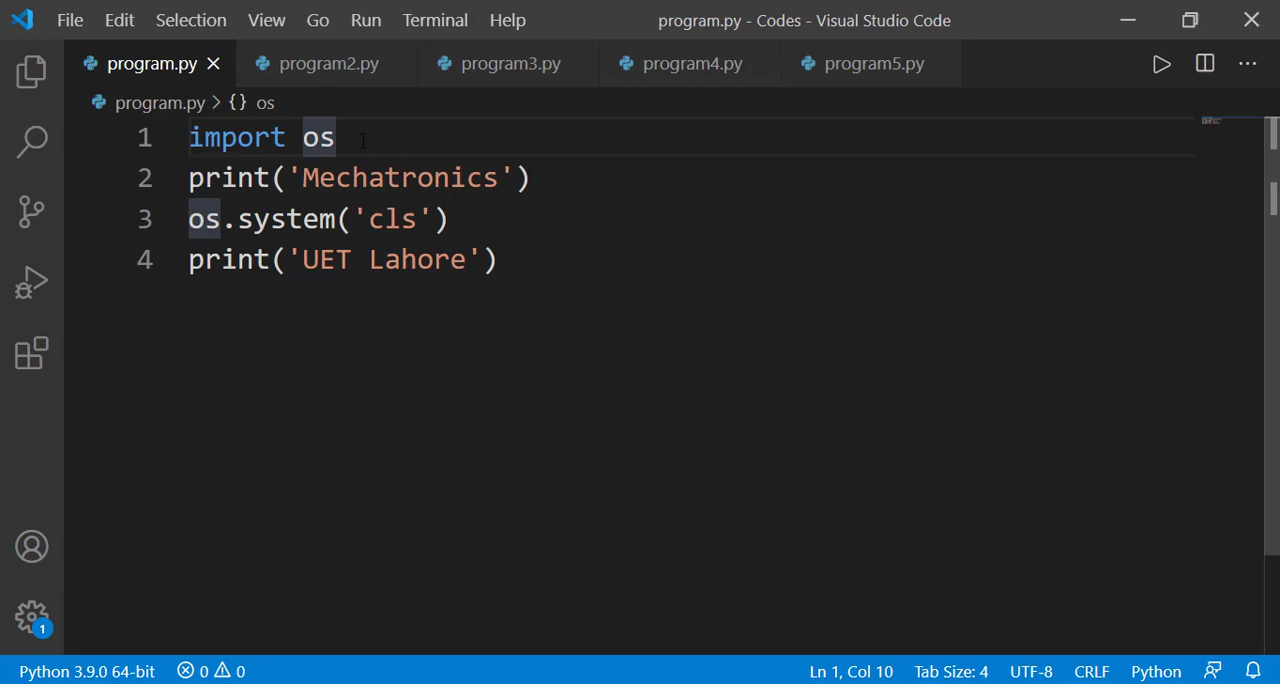 File Edit Selection View Go Run Terminal Help program.py - Codes - Visual Studio Code
program.py program2.py program3.py program4.py program5.py
program.py > {} os
1 import os
2 print('Mechatronics')
3 os.system('cls')
4 print('UET Lahore')
1
Python 3.9.0 64-bit 0 0 Ln 1, Col 10 Tab Size: 4 UTF-8 CRLF Python